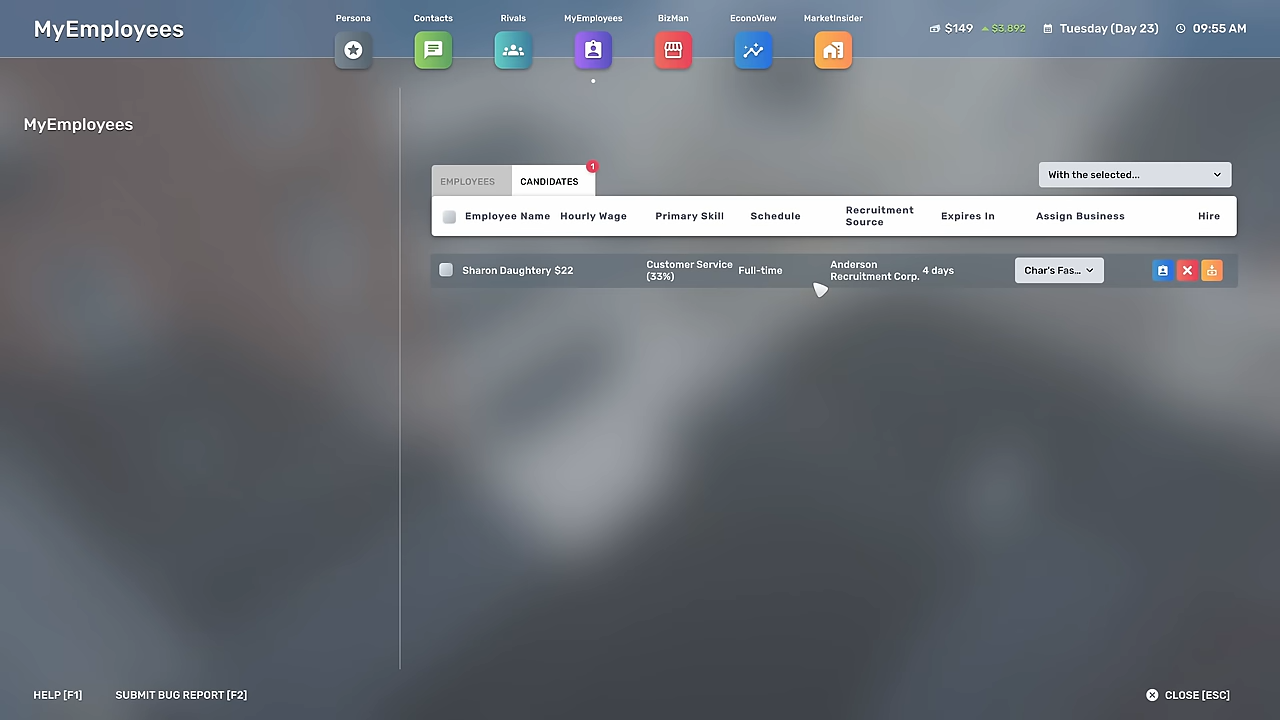 MyEmployees
Persona
Contacts
Rivals
MyEmployees
BizMan
EconoView
MarketInsider
$149
$3,892
Tuesday (Day 23)
09:55 AM
MyEmployees
EMPLOYEES
CANDIDATES
1
With the selected...
Employee Name
Hourly Wage
Primary Skill
Schedule
Recruitment
Source
Expires In
Assign Business
Hire
Sharon Daughtery
$22
Customer Service
(33%)
Full-time
Anderson
Recruitment Corp.
4 days
Char's Fas...
HELP [F1]
SUBMIT BUG REPORT [F2]
CLOSE [ESC]